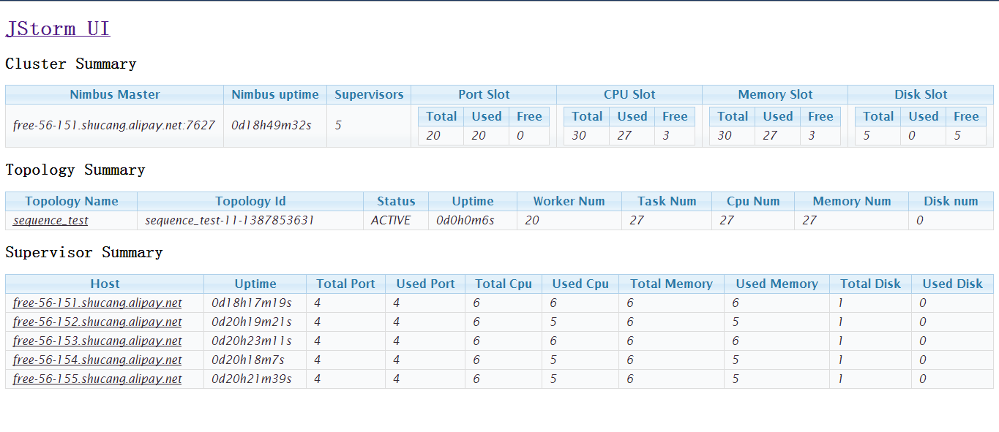 JStorm UI
Cluster Summary
Nimbus Master Nimbus uptime Supervisors Port Slot CPU Slot Memory Slot Disk Slot
Total Used Free Total Used Free Total Used Free Total Used Free
free-56-151.shucang.alipay.net:7627 0d18h49m32s 5 20 20 0 30 27 3 30 27 3 5 0 5
Topology Summary
Topology Name Topology Id Status Uptime Worker Num Task Num Cpu Num Memory Num Disk num
sequence_test sequence_test-11-1387853631 ACTIVE 0d0h0m6s 20 27 27 27 0
Supervisor Summary
Host Uptime Total Port Used Port Total Cpu Used Cpu Total Memory Used Memory Total Disk Used Disk
free-56-151.shucang.alipay.net 0d18h17m19s 4 4 6 6 6 6 1 0
free-56-152.shucang.alipay.net 0d20h19m21s 4 4 6 5 6 5 1 0
free-56-153.shucang.alipay.net 0d20h23m11s 4 4 6 6 6 6 1 0
free-56-154.shucang.alipay.net 0d20h18m7s 4 4 6 5 6 5 1 0
free-56-155.shucang.alipay.net 0d20h21m39s 4 4 6 5 6 5 1 0